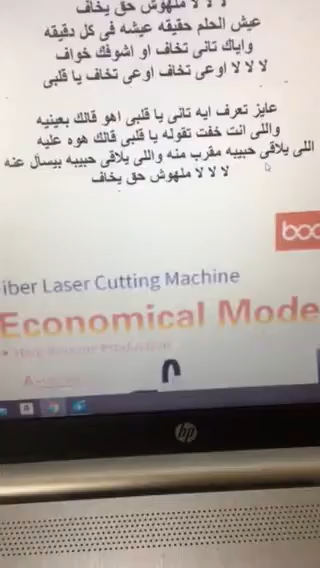 لا لا لا ملهوش حق يخاف
عيش الحلم حقيقه عيشه فى كل دقيقه
واياك تانى تخاف او اشوفك خواف
لا لا لا اوعى تخاف اوعى تخاف يا قلبى
عايز تعرف ايه تانى يا قلبى اهو قالك بعينيه
واللى انت خفت تقوله يا قلبى قالك هوه عليه
اللى يلاقى حبيبه مقرب منه واللى يلاقى حبيبه بيسأل عنه
لا لا لا ملهوش حق يخاف
boo
iber Laser Cutting Machine
Economical Mode
hp